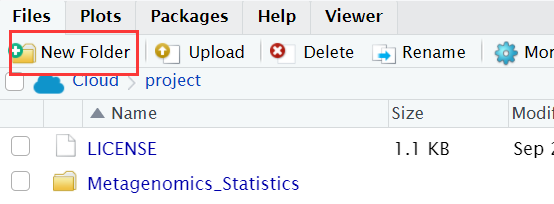 Files Plots Packages Help Viewer
New Folder Upload Delete Rename
Cloud project
Name Size
LICENSE 1.1 KB Sep
Metagenomics_Statistics